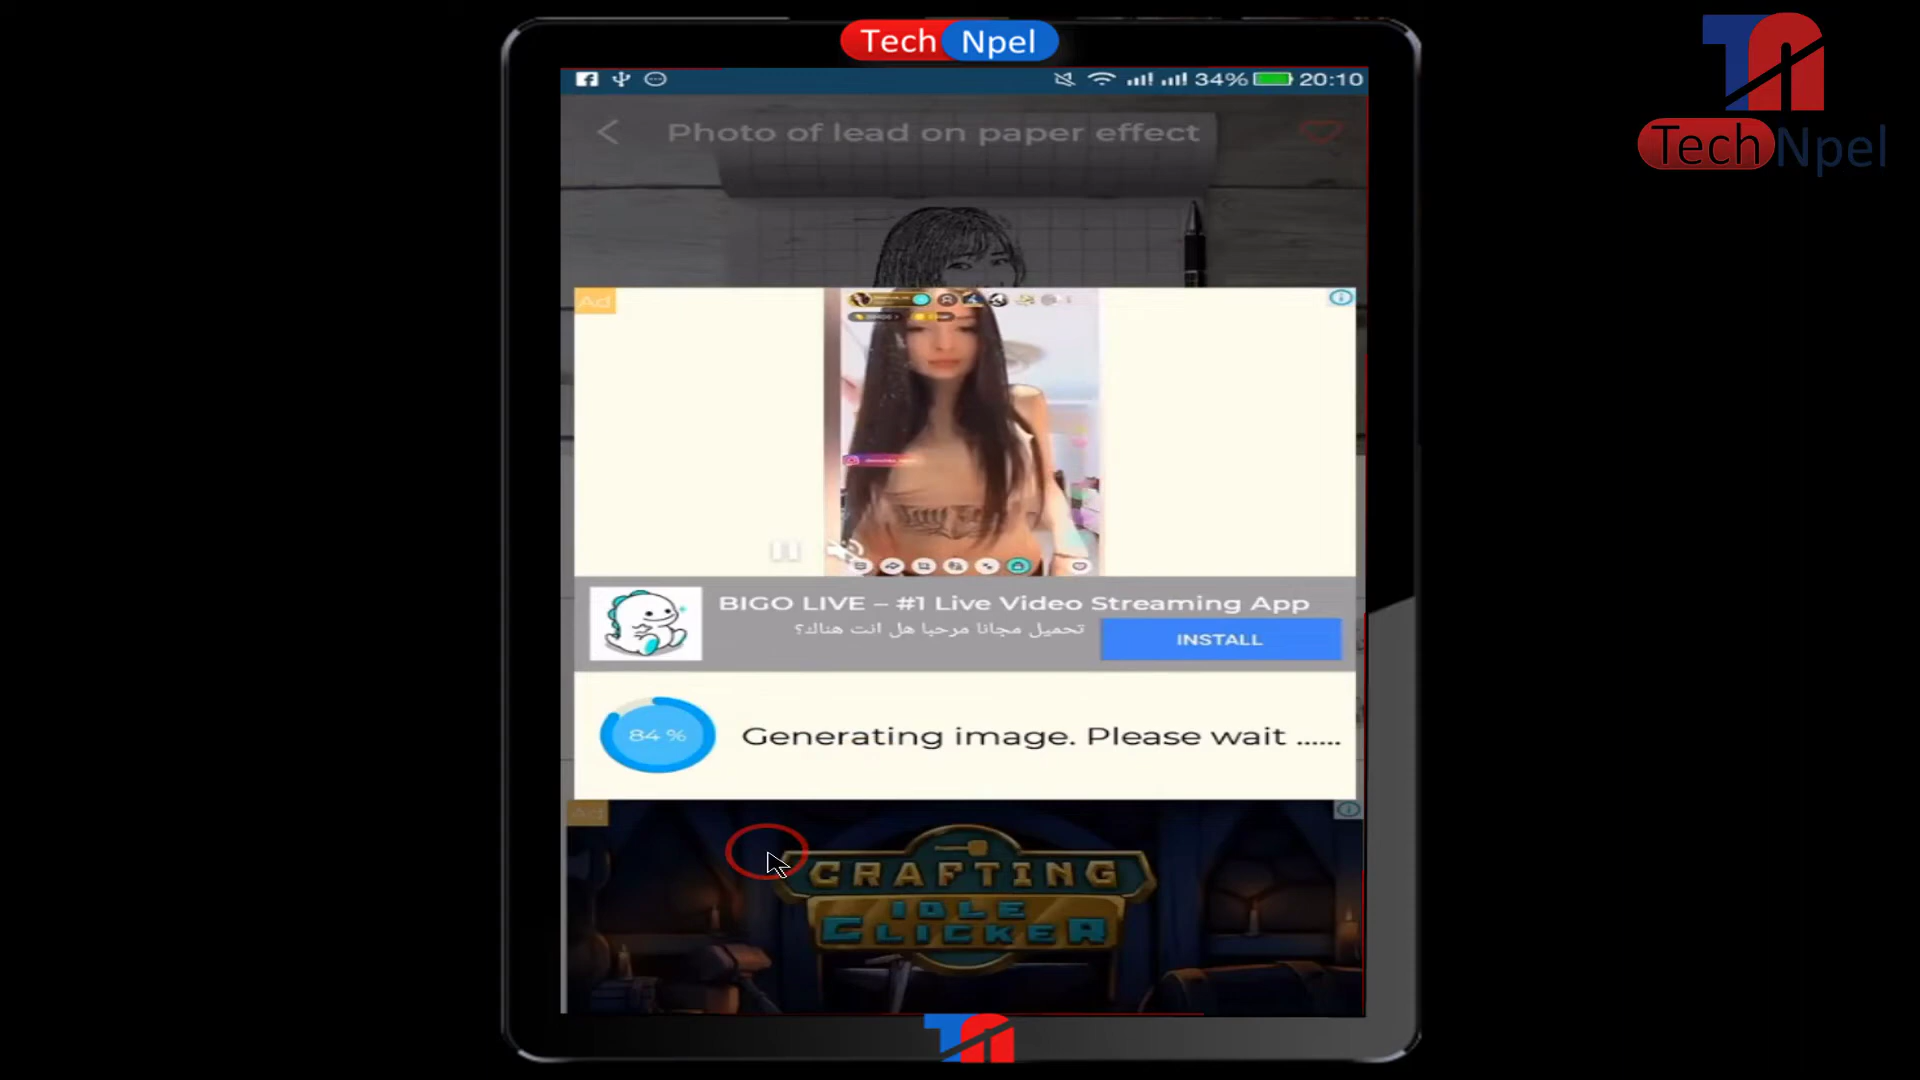 Tech Npel
34% 20:10
Photo of lead on paper effect
Tech Npel
Ad
BIGO LIVE – #1 Live Video Streaming App
تحميل مجانا مرحبا هل انت هناك؟
INSTALL
84 %
Generating image. Please wait ......
Ad
CRAFTING
IDLE
CLICKER